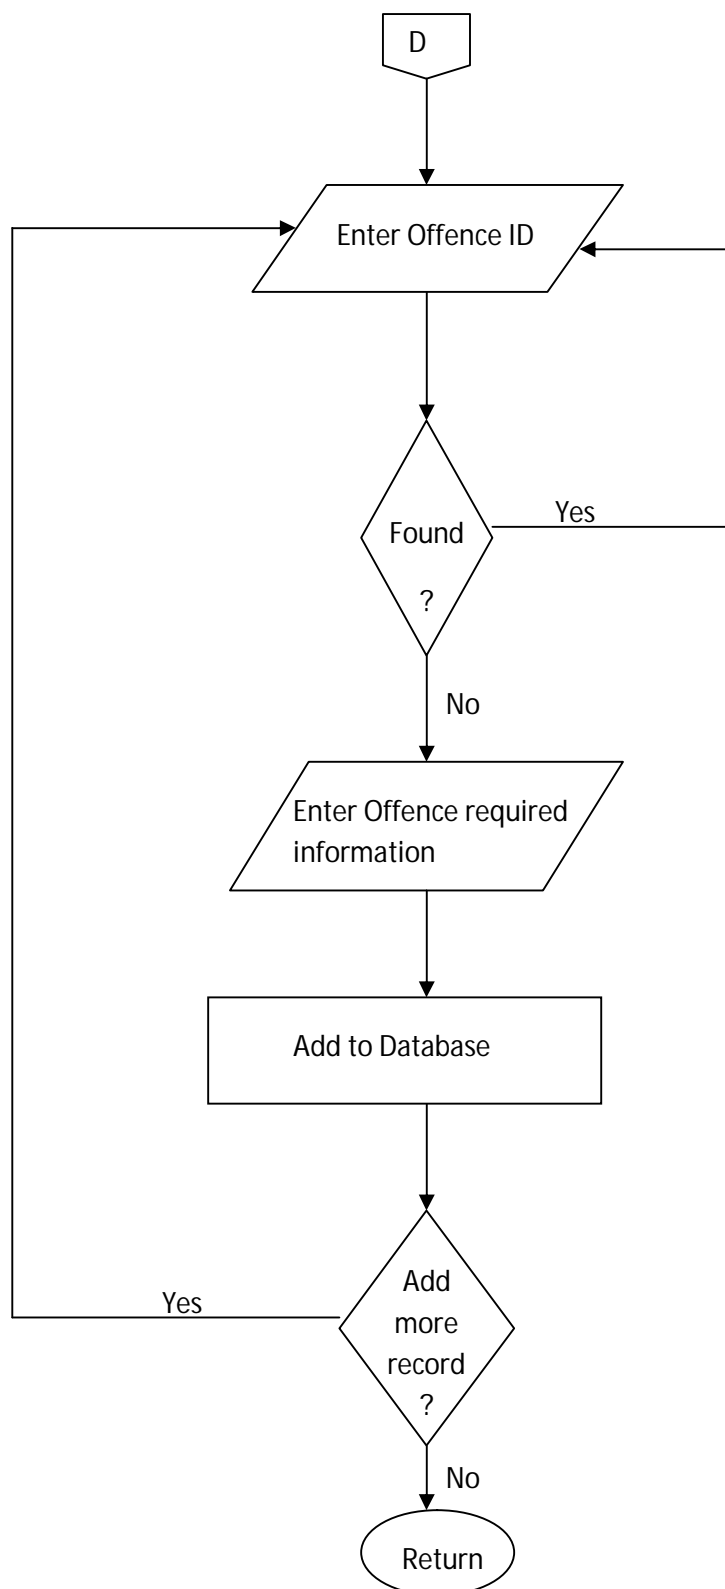 D
Enter Offence ID
Yes
Found
?
No
Enter Offence required
information
Add to Database
Yes
Add
more
record
?
No
Return